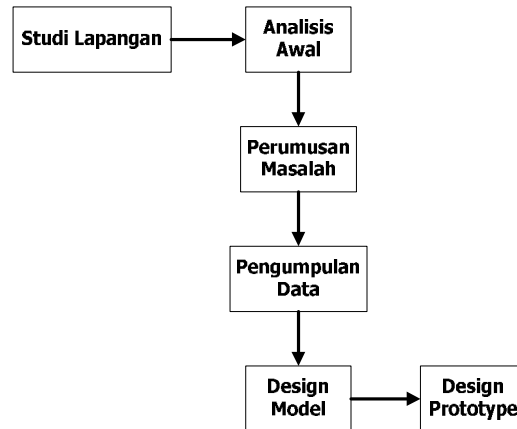 Studi Lapangan
Analisis
Awal
Perumusan
Masalah
Pengumpulan
Data
Design
Model
Design
Prototype